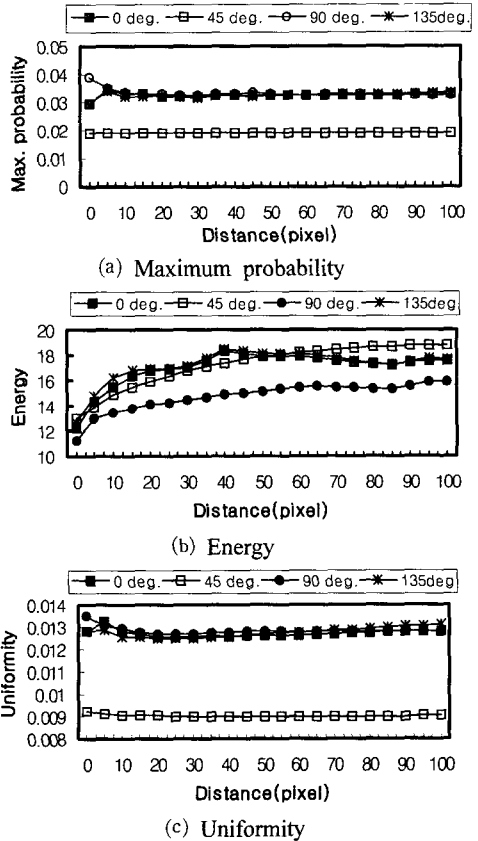 0 deg. 45 deg. 90 deg. 135deg.
0.05
0.04
0.03
0.02
0.01
0
Max. probability
0 10 20 30 40 50 60 70 80 90 100
Distance(pixel)
(a) Maximum probability
0 deg. 45 deg. 90 deg. 135deg
20
18
16
14
12
10
Energy
0 10 20 30 40 50 60 70 80 90 100
Distance(pixel)
(b) Energy
0 deg. 45 deg. 90 deg. 135deg
0.014
0.013
0.012
0.011
0.01
0.009
0.008
Uniformity
0 10 20 30 40 50 60 70 80 90 100
Distance(pixel)
(c) Uniformity